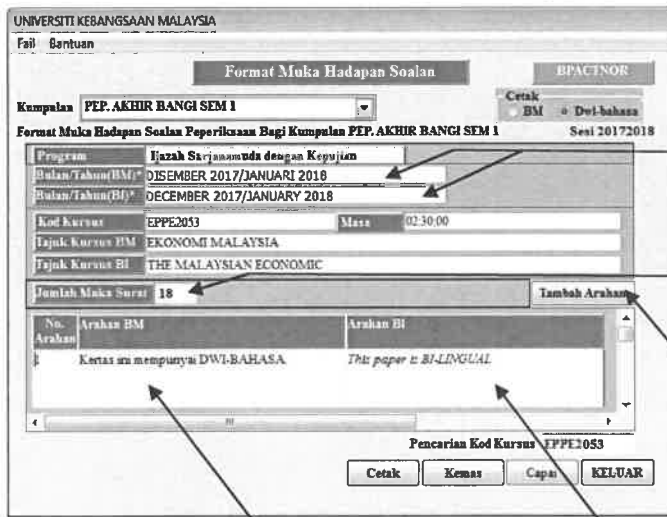 UNIVERSITI KEBANGSAAN MALAYSIA
Fail Bantuan
Format Muka Hadapan Soalan BPACTNOR
Cetak
Kumpulan PEP. AKHIR BANGI SEM 1 BM Dwi-bahasa
Format Muka Hadapan Soalan Peperiksaan Bagi Kumpulan PEP. AKHIR BANGI SEM 1 Sesi 20172018
Program Ijazah Sarjanamuda dengan Kepujian
Bulan/Tahun(BM)* DISEMBER 2017/JANUARI 2018
Bulan/Tahun(BI)* DECEMBER 2017/JANUARY 2018
Kod Kursus EPPE2053 Masa 02:30:00
Tajuk Kursus BM EKONOMI MALAYSIA
Tajuk Kursus BI THE MALAYSIAN ECONOMIC
Jumlah Muka Surat 18 Tambah Arahan
No. Arahan Arahan BM Arahan BI
1 Kertas ini mempunyai DWI-BAHASA This paper is BI-LINGUAL
Pencarian Kod Kursus EPPE2053
Cetak Kemas Capai KELUAR